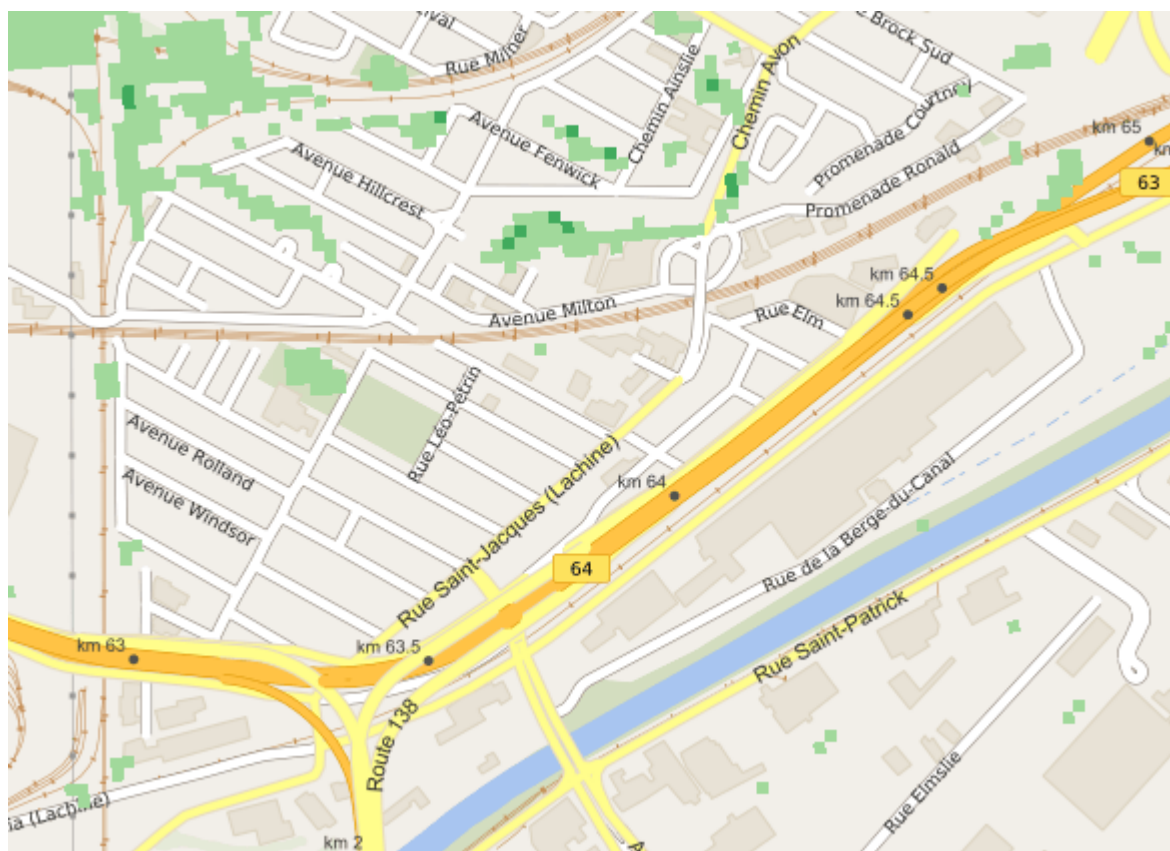 Rue Milner
Brock Sud
Chemin Ainslie
Chemin Avon
Promenade Courtney
km 65
Avenue Fenwick
Avenue Hillcrest
Promenade Ronald
63
km 64.5
km 64.5
Avenue Milton
Rue Elm
Rue Léo-Pétrin
Avenue Rolland
Avenue Windsor
km 64
Rue Saint-Jacques (Lachine)
Rue de la Berge-du-Canal
64
Rue Saint-Patrick
km 63
km 63.5
Route 138
Rue Elmslie
(Lachine)
km 2